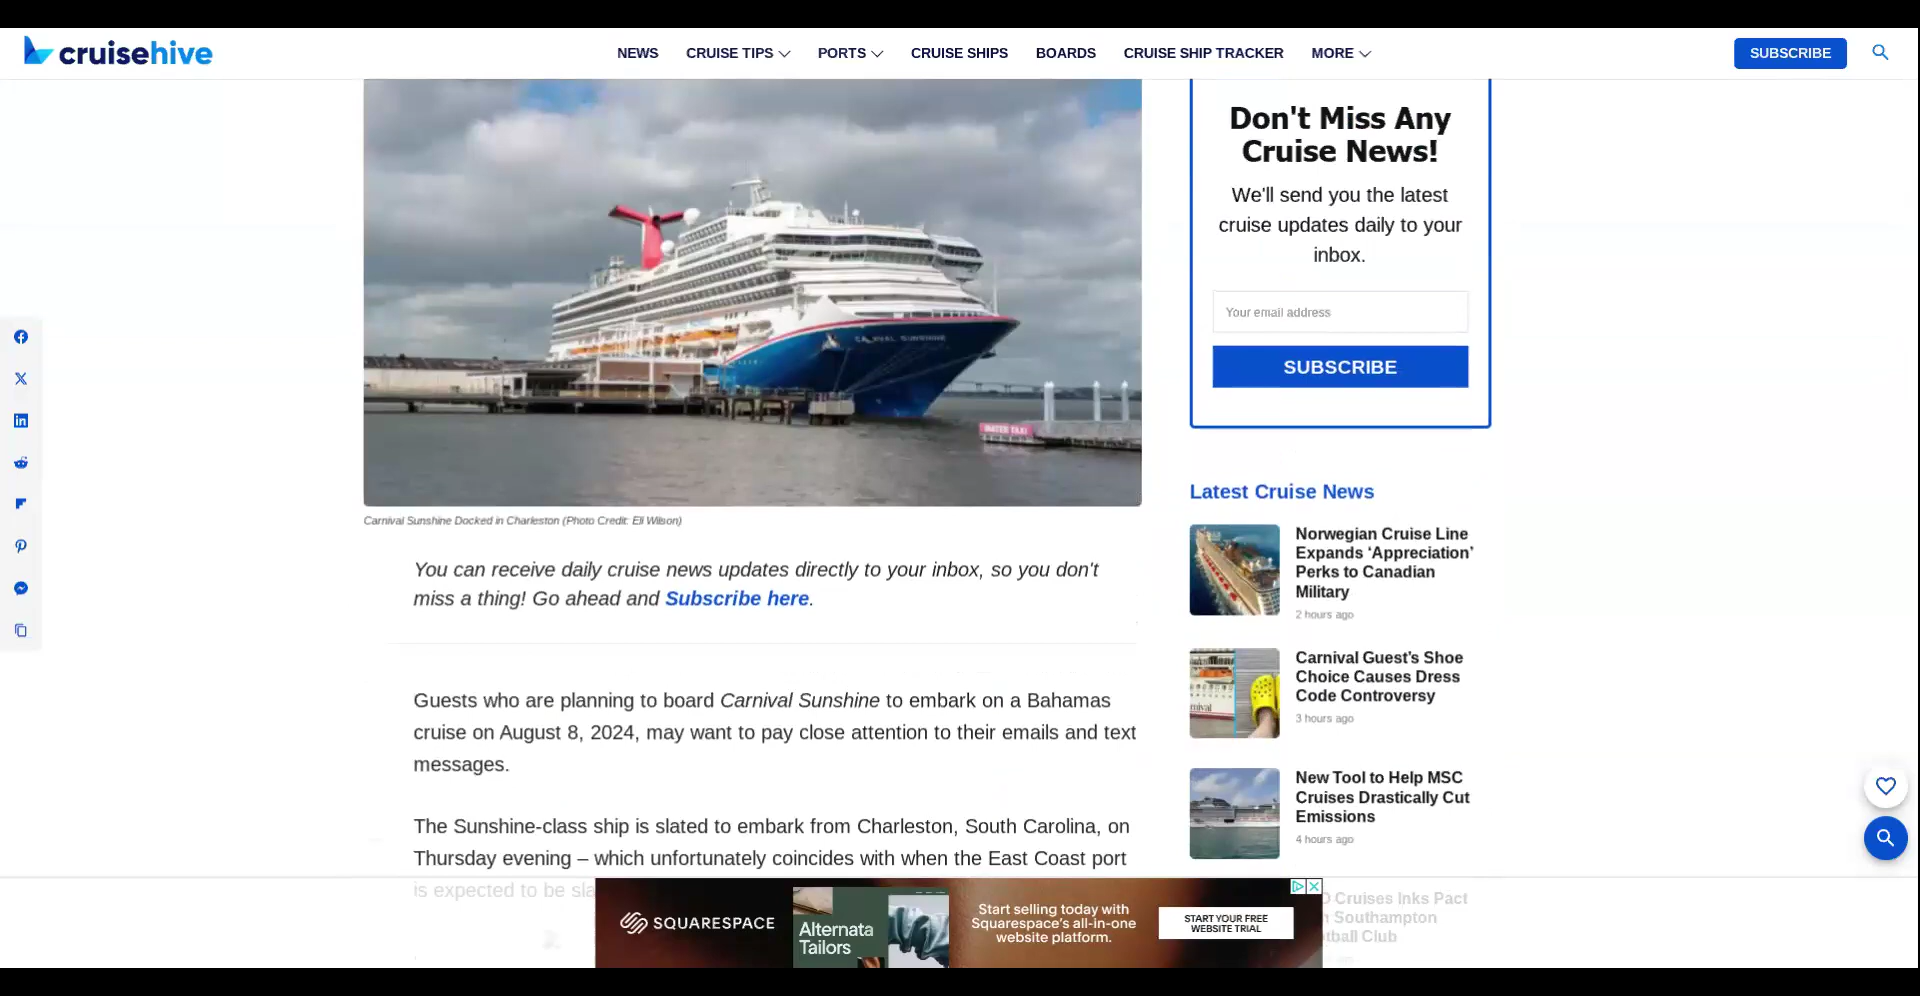 cruisehive
NEWS
CRUISE TIPS
PORTS
CRUISE SHIPS
BOARDS
CRUISE SHIP TRACKER
MORE
SUBSCRIBE
CARNIVAL SUNSHINE
WATER TAXI
Carnival Sunshine Docked in Charleston (Photo Credit: Eli Wilson)
You can receive daily cruise news updates directly to your inbox, so you don't
miss a thing! Go ahead and Subscribe here.
Guests who are planning to board Carnival Sunshine to embark on a Bahamas
cruise on August 8, 2024, may want to pay close attention to their emails and text
messages.
The Sunshine-class ship is slated to embark from Charleston, South Carolina, on
Thursday evening – which unfortunately coincides with when the East Coast port
is expected to be
Don't Miss Any
Cruise News!
We'll send you the latest
cruise updates daily to your
inbox.
Your email address
SUBSCRIBE
Latest Cruise News
Norwegian Cruise Line
Expands ‘Appreciation’
Perks to Canadian
Military
2 hours ago
Carnival Guest’s Shoe
Choice Causes Dress
Code Controversy
3 hours ago
New Tool to Help MSC
Cruises Drastically Cut
Emissions
4 hours ago
Cruises Inks Pact
Southampton
Club
SQUARESPACE
Alternata
Tailors
Start selling today with
Squarespace's all-in-one
website platform.
START YOUR FREE
WEBSITE TRIAL